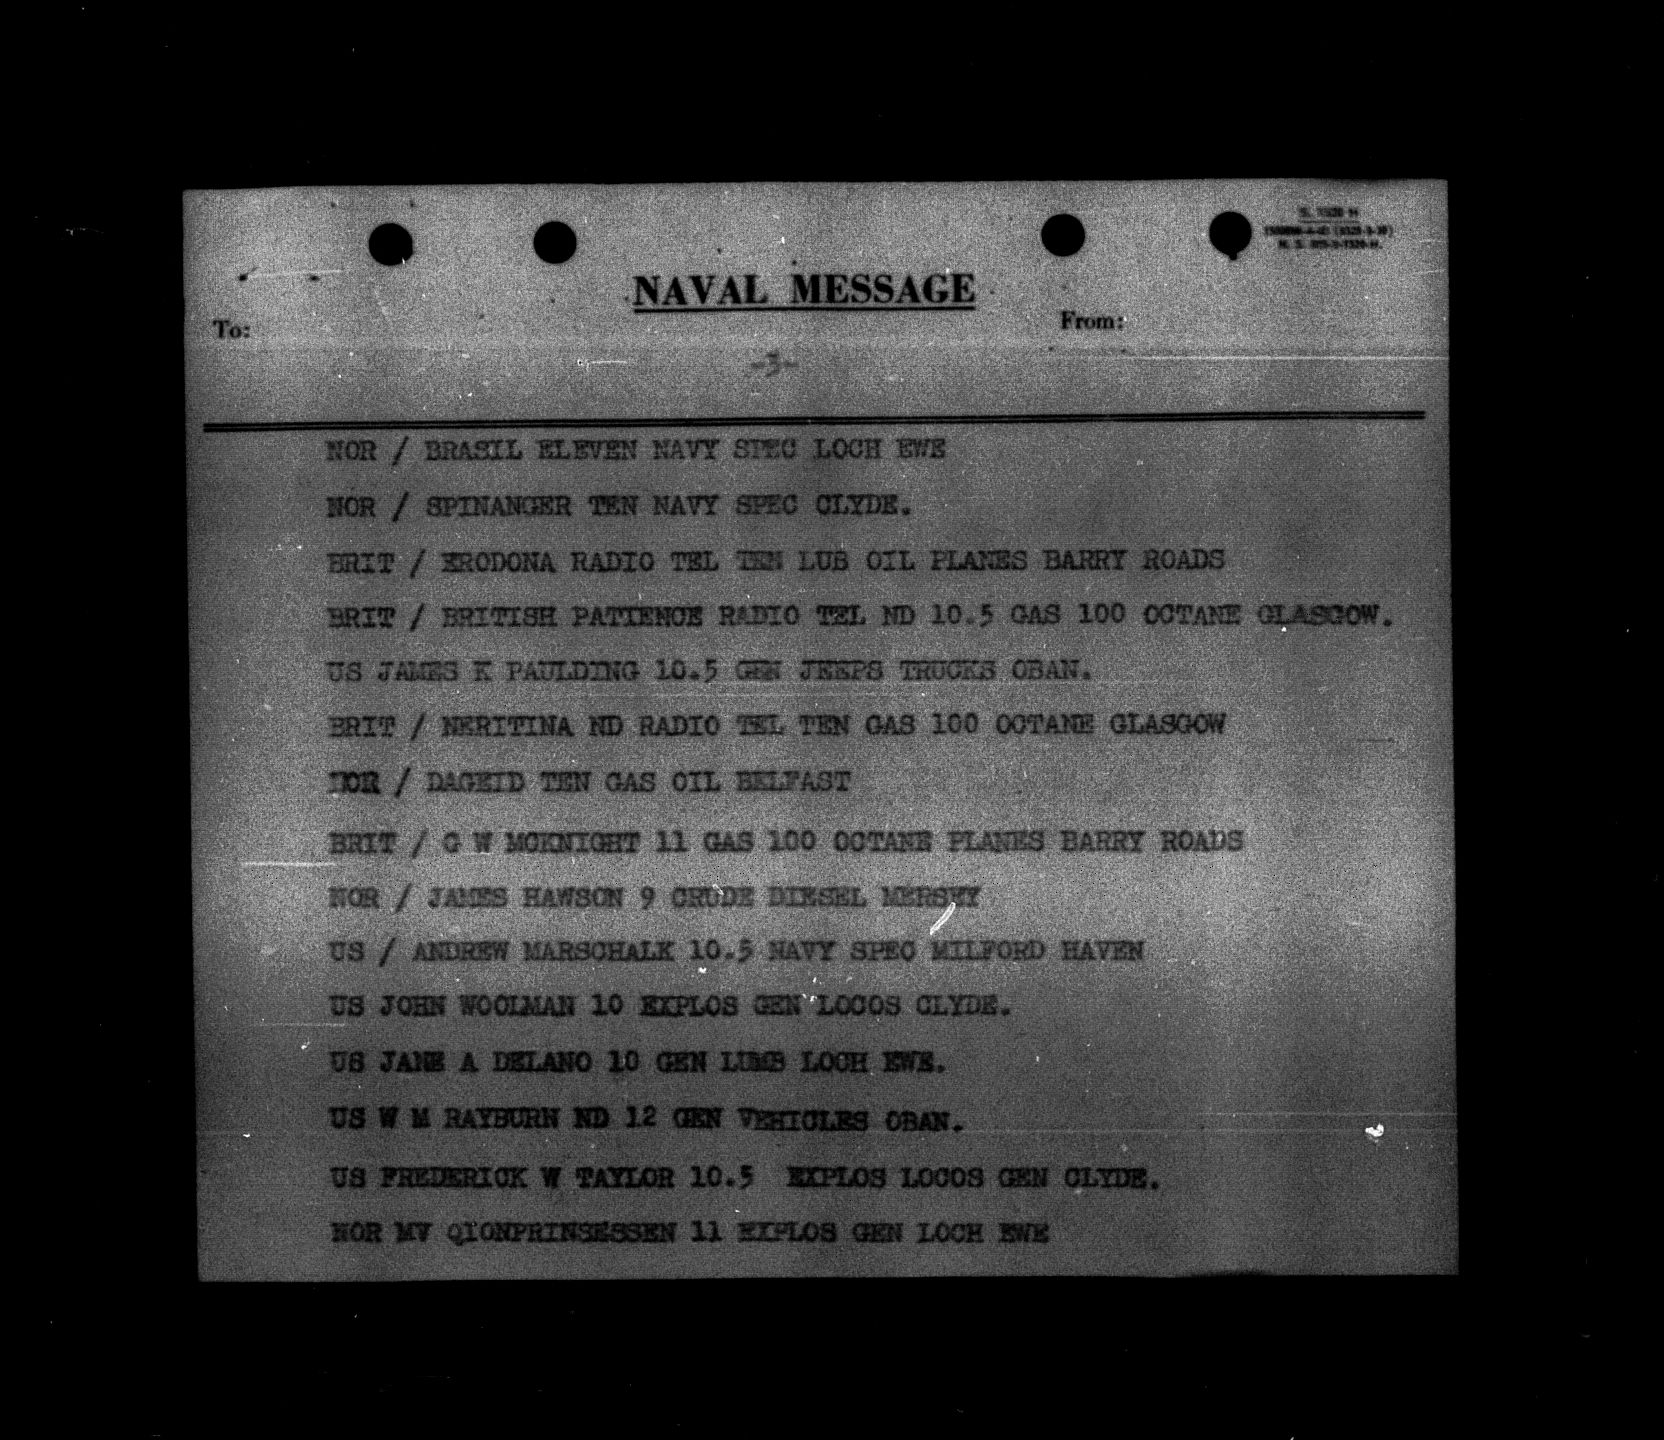 NAVAL MESSAGE
To:
From:
-3-
NOR / BRASIL ELEVEN NAVY SPEC LOCH EWE
NOR / SPINANGER TEN NAVY SPEC CLYDE.
BRIT / ERODONA RADIO TEL TEN LUB OIL PLANES BARRY ROADS
BRIT / BRITISH PATIENCE RADIO TEL ND 10.5 GAS 100 OCTANE GLASGOW.
US JAMES K PAULDING 10.5 GEN JEEPS TRUCKS OBAN.
BRIT / NERITINA ND RADIO TEL TEN GAS 100 OCTANE GLASGOW
NOR / DAGEID TEN GAS OIL BELFAST
BRIT / G W MCKNIGHT 11 GAS 100 OCTANE PLANES BARRY ROADS
NOR / JAMES HAWSON 9 CRUDE DIESEL MERSEY
US / ANDREW MARSCHALK 10.5 NAVY SPEC MILFORD HAVEN
US JOHN WOOLMAN 10 EXPLOS GEN LOCOS CLYDE.
US JANE A DELANO 10 GEN LUMB LOCH EWE.
US W M RAYBURN ND 12 GEN VEHICLES OBAN.
US FREDERICK W TAYLOR 10.5 EXPLOS LOCOS GEN CLYDE.
NOR MV QIONPRINSESSEN 11 EXPLOS GEN LOCH EWE